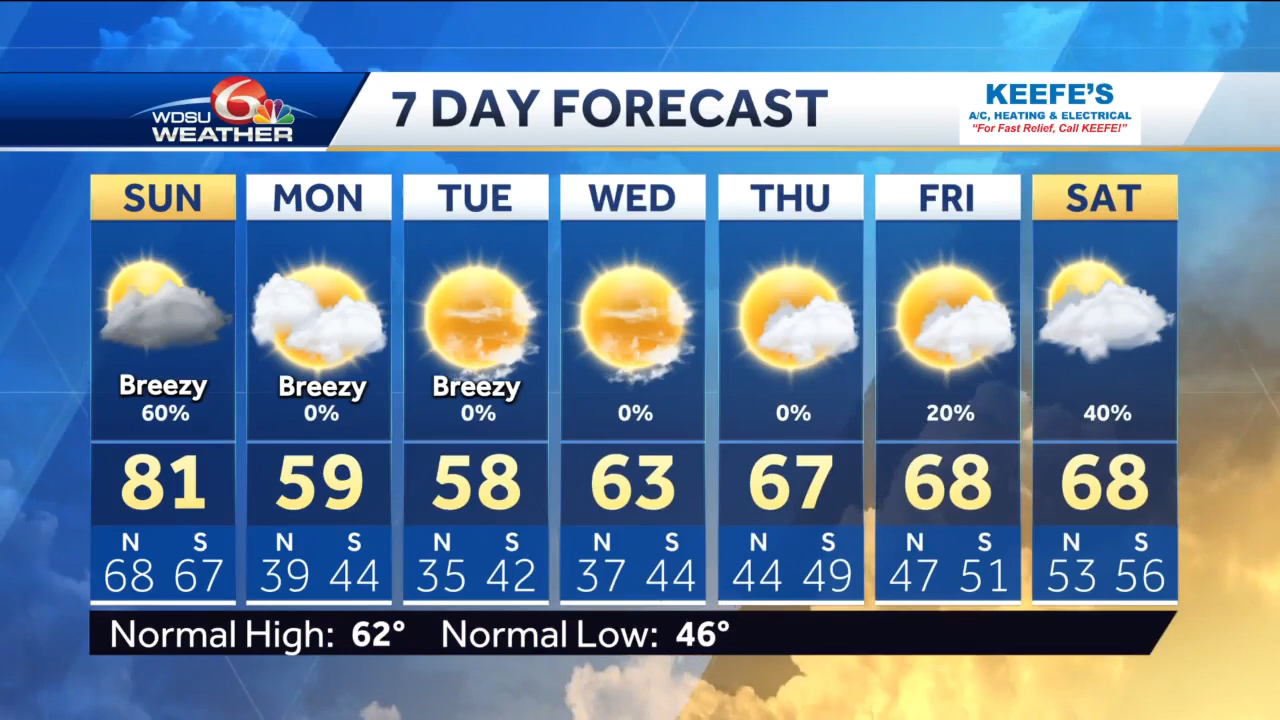 WDSU 6
WEATHER
7 DAY FORECAST
KEEFE'S
A/C, HEATING & ELECTRICAL
"For Fast Relief, Call KEEFE!"
SUN MON TUE WED THU FRI SAT
Breezy Breezy Breezy
60% 0% 0% 0% 0% 20% 40%
81 59 58 63 67 68 68
N S N S N S N S N S N S N S
68 67 39 44 35 42 37 44 44 49 47 51 53 56
Normal High: 62° Normal Low: 46°